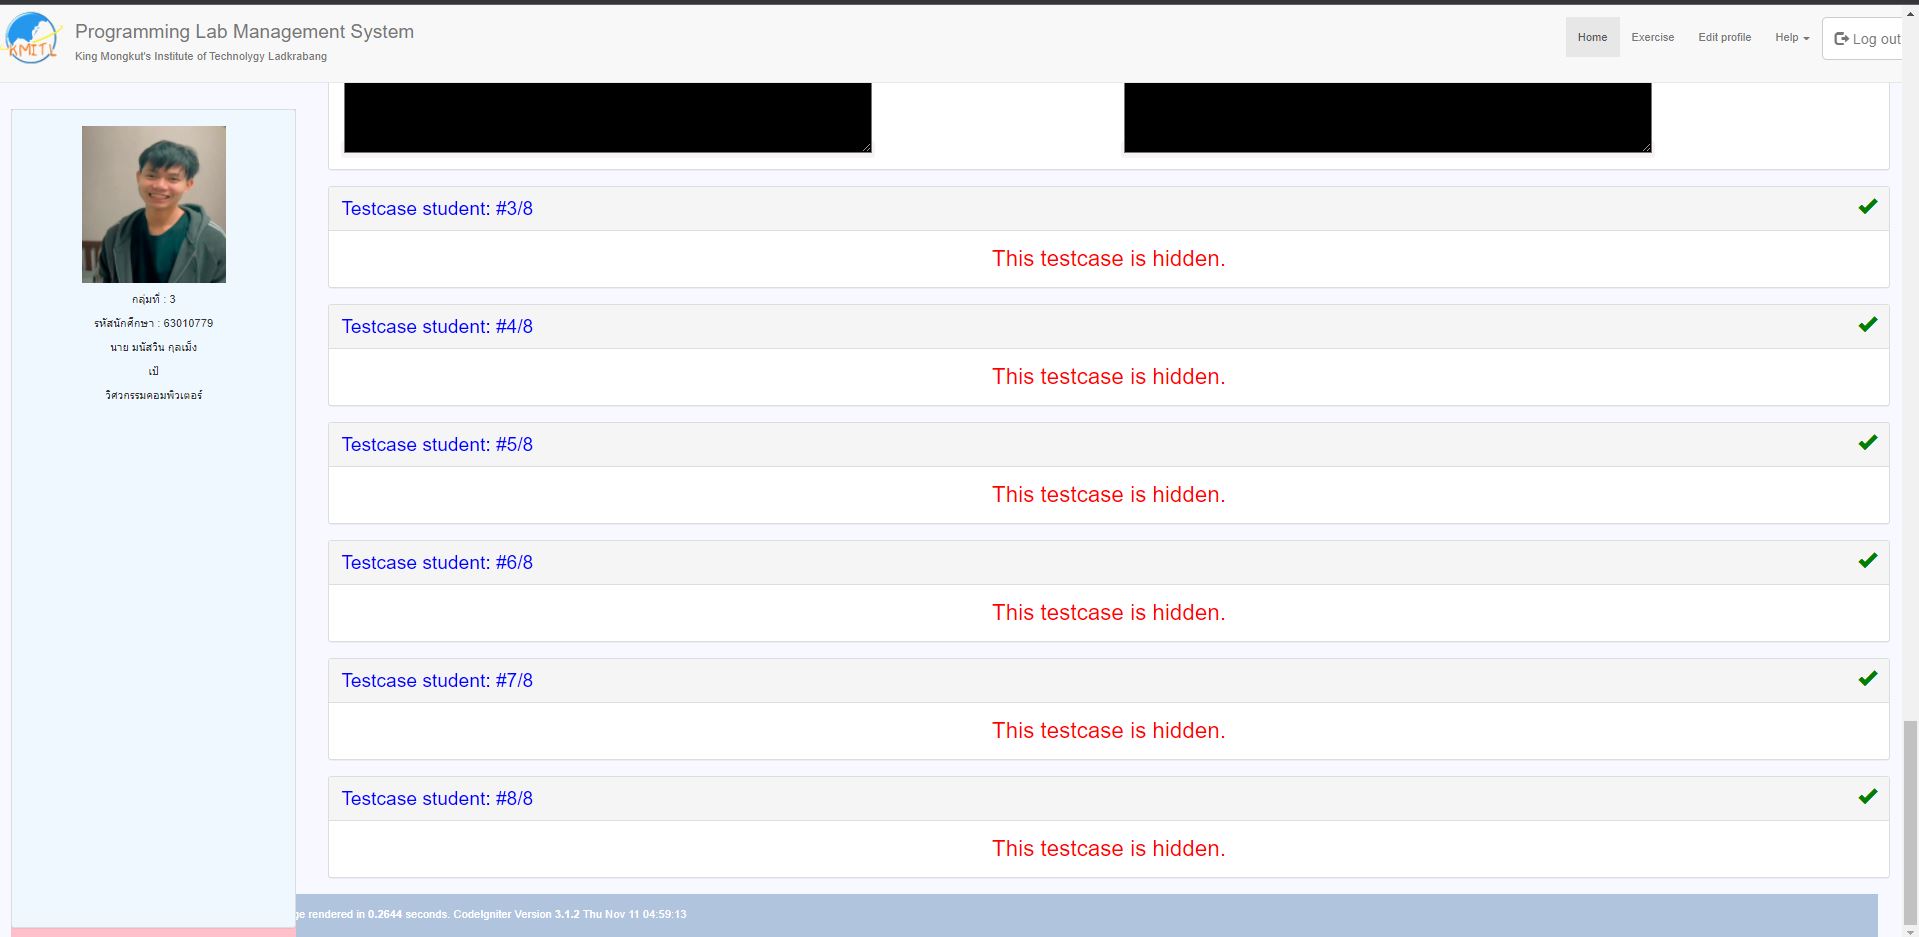 KMITL
Programming Lab Management System
King Mongkut's Institute of Technolygy Ladkrabang
Home
Exercise
Edit profile
Help
Log out
กลุ่มที่ : 3
รหัสนักศึกษา : 63010779
นาย มนัสวิน กุลเม็ง
เป้
วิศวกรรมคอมพิวเตอร์
Testcase student: #3/8
This testcase is hidden.
Testcase student: #4/8
This testcase is hidden.
Testcase student: #5/8
This testcase is hidden.
Testcase student: #6/8
This testcase is hidden.
Testcase student: #7/8
This testcase is hidden.
Testcase student: #8/8
This testcase is hidden.
ge rendered in 0.2644 seconds. CodeIgniter Version 3.1.2 Thu Nov 11 04:59:13